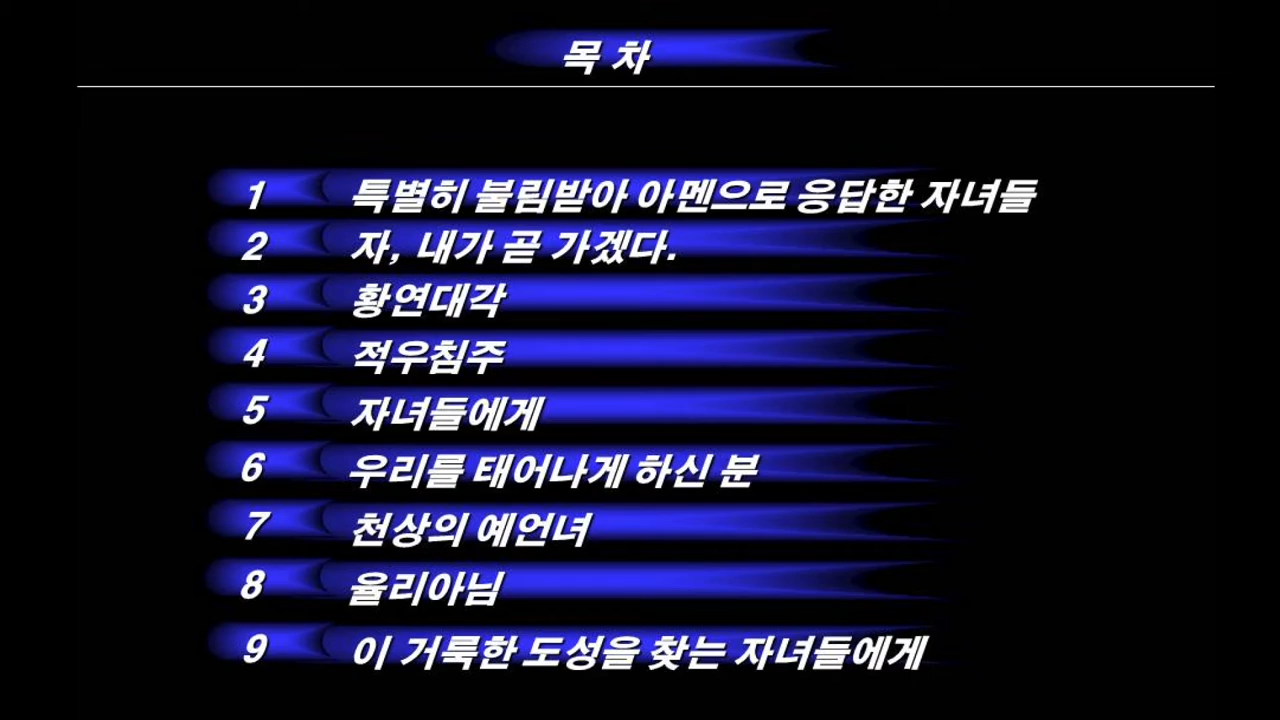 목 차
1 특별히 불림받아 아멘으로 응답한 자녀들
2 자, 내가 곧 가겠다.
3 황연대각
4 적우침주
5 자녀들에게
6 우리를 태어나게 하신 분
7 천상의 예언녀
8 율리아님
9 이 거룩한 도성을 찾는 자녀들에게